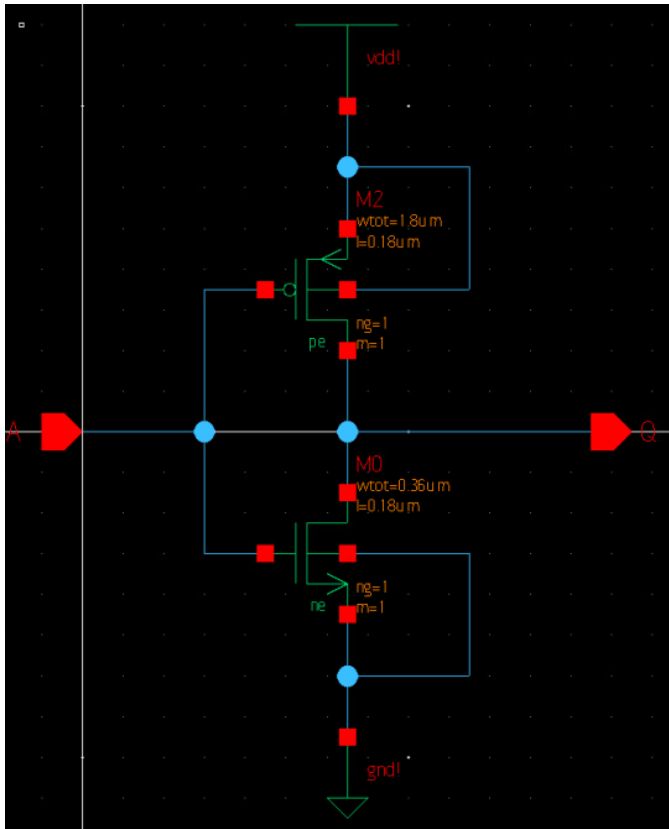 vdd!
M2
wtot=1.8um
l=0.18um
ng=1
pe
m=1
A
Q
M0
wtot=0.36um
l=0.18um
ng=1
ne
m=1
gnd!